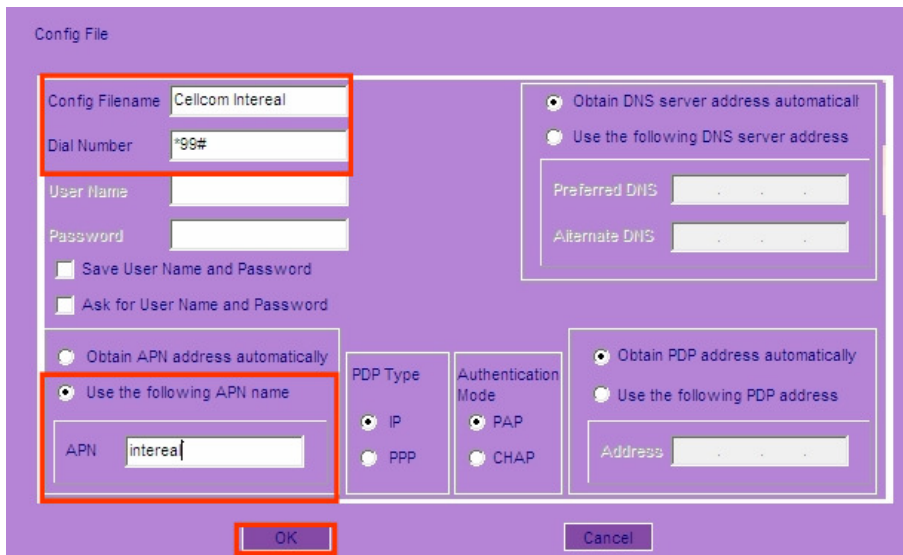 Config File
Config Filename
Cellcom Intereal
Dial Number
*99#
User Name
Password
Save User Name and Password
Ask for User Name and Password
Obtain DNS server address automaticall
Use the following DNS server address
Preferred DNS
Alternate DNS
Obtain APN address automatically
Use the following APN name
APN
intereal
PDP Type
IP
PPP
Authentication
Mode
PAP
CHAP
Obtain PDP address automatically
Use the following PDP address
Address
OK
Cancel